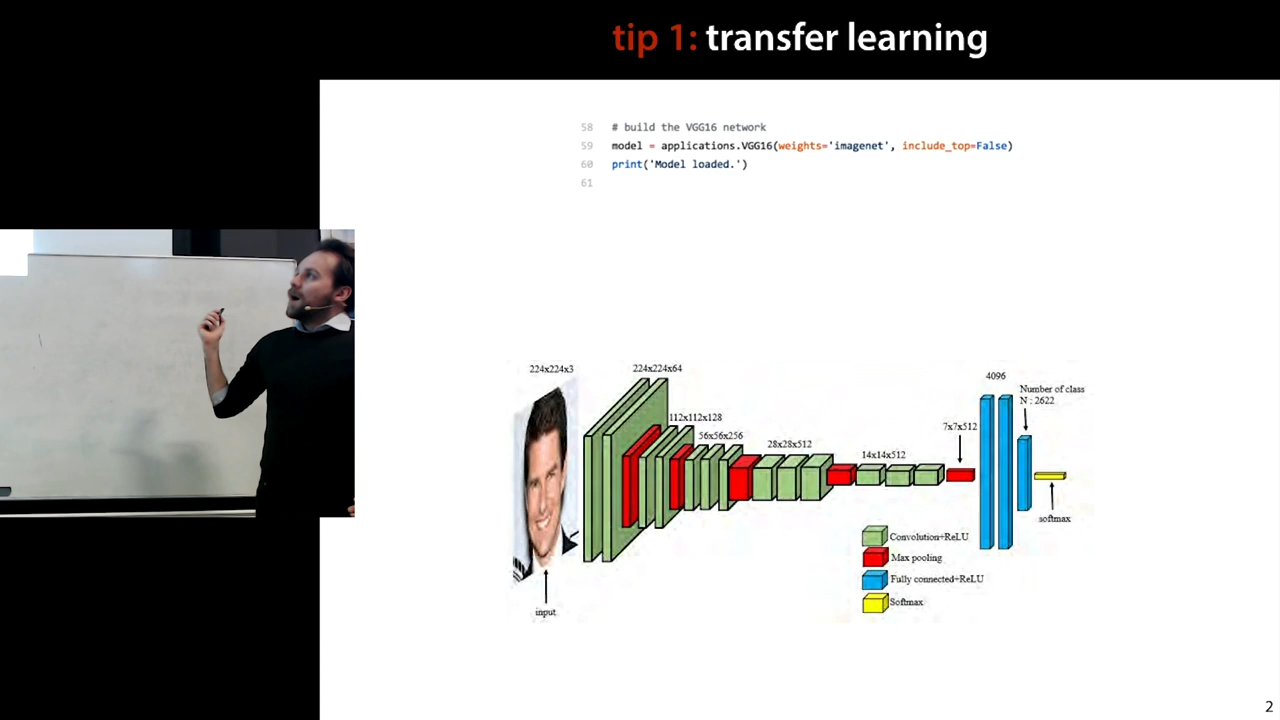 tip 1: transfer learning
58 # build the VGG16 network
59 model = applications.VGG16(weights='imagenet', include_top=False)
60 print('Model loaded.')
61
224x224x3
224x224x64
112x112x128
56x56x256
28x28x512
14x14x512
7x7x512
4096
Number of class
N : 2622
softmax
input
Convolution+ReLU
Max pooling
Fully connected+ReLU
Softmax
2